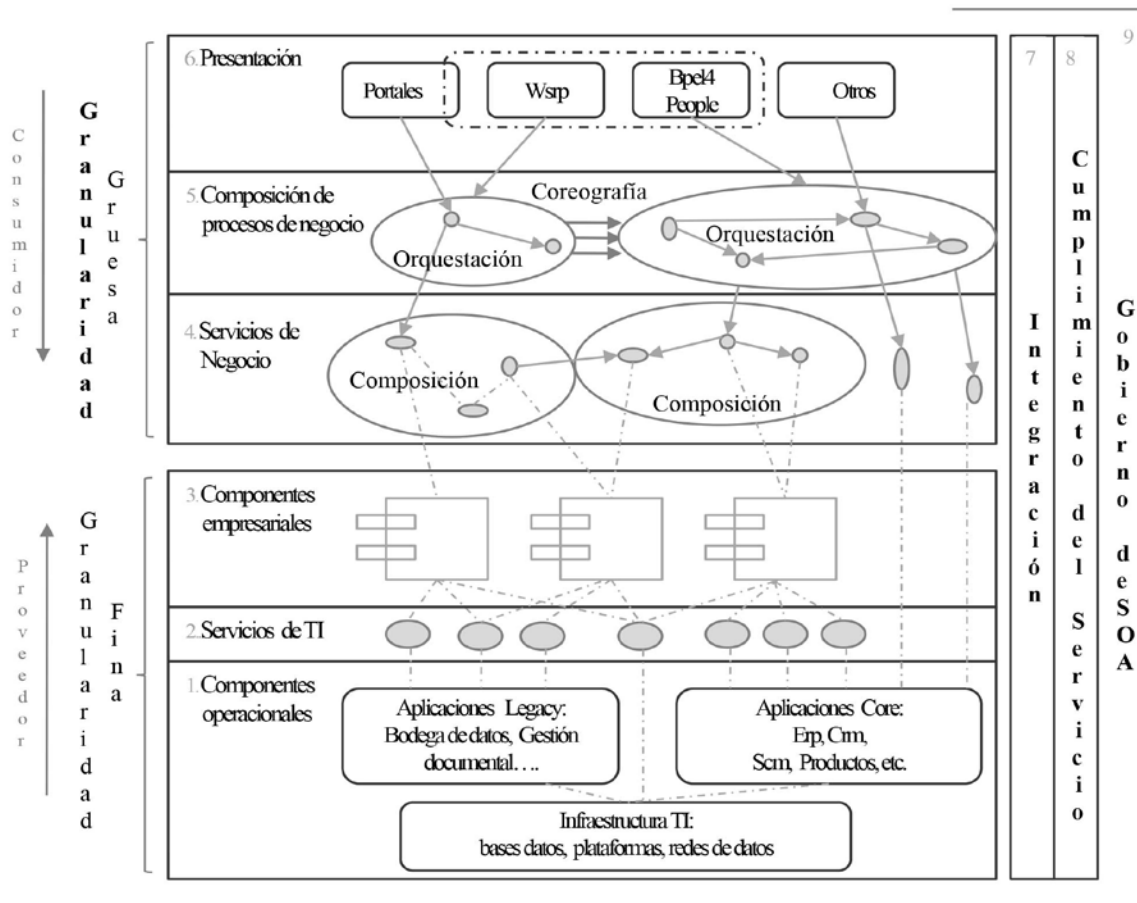 6. Presentación
Portales
Wsrp
Bpel4
People
Otros
5. Composición de
procesos de negocio
Coreografía
Orquestación
Orquestación
4. Servicios de
Negocio
Composición
Composición
3. Componentes
empresariales
2. Servicios de TI
1. Componentes
operacionales
Aplicaciones Legacy:
Bodega de datos, Gestión
documental….
Aplicaciones Core:
Erp, Crm,
Scm, Productos, etc.
Infraestructura TI:
bases datos, plataformas, redes de datos
Consumidor
Granularidad
Gruesa
Proveedor
Granularidad
Fina
7
Integración
8
Cumplimiento del Servicio
9
Gobierno deSOA